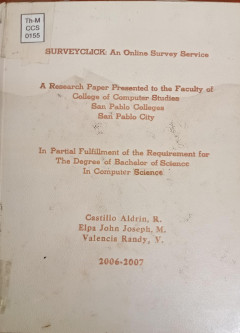 Th-M
CCS
0155
SURVEYCLICK: An Online Survey Service
A Research Paper Presented to the Faculty of
College of Computer Studies
San Pablo Colleges
San Pablo City
In Partial Fulfillment of the Requirement for
The Degree of Bachelor of Science
In Computer Science
Castillo Aldrin, R.
Elpa John Joseph, M.
Valencia Randy, V.
2006-2007